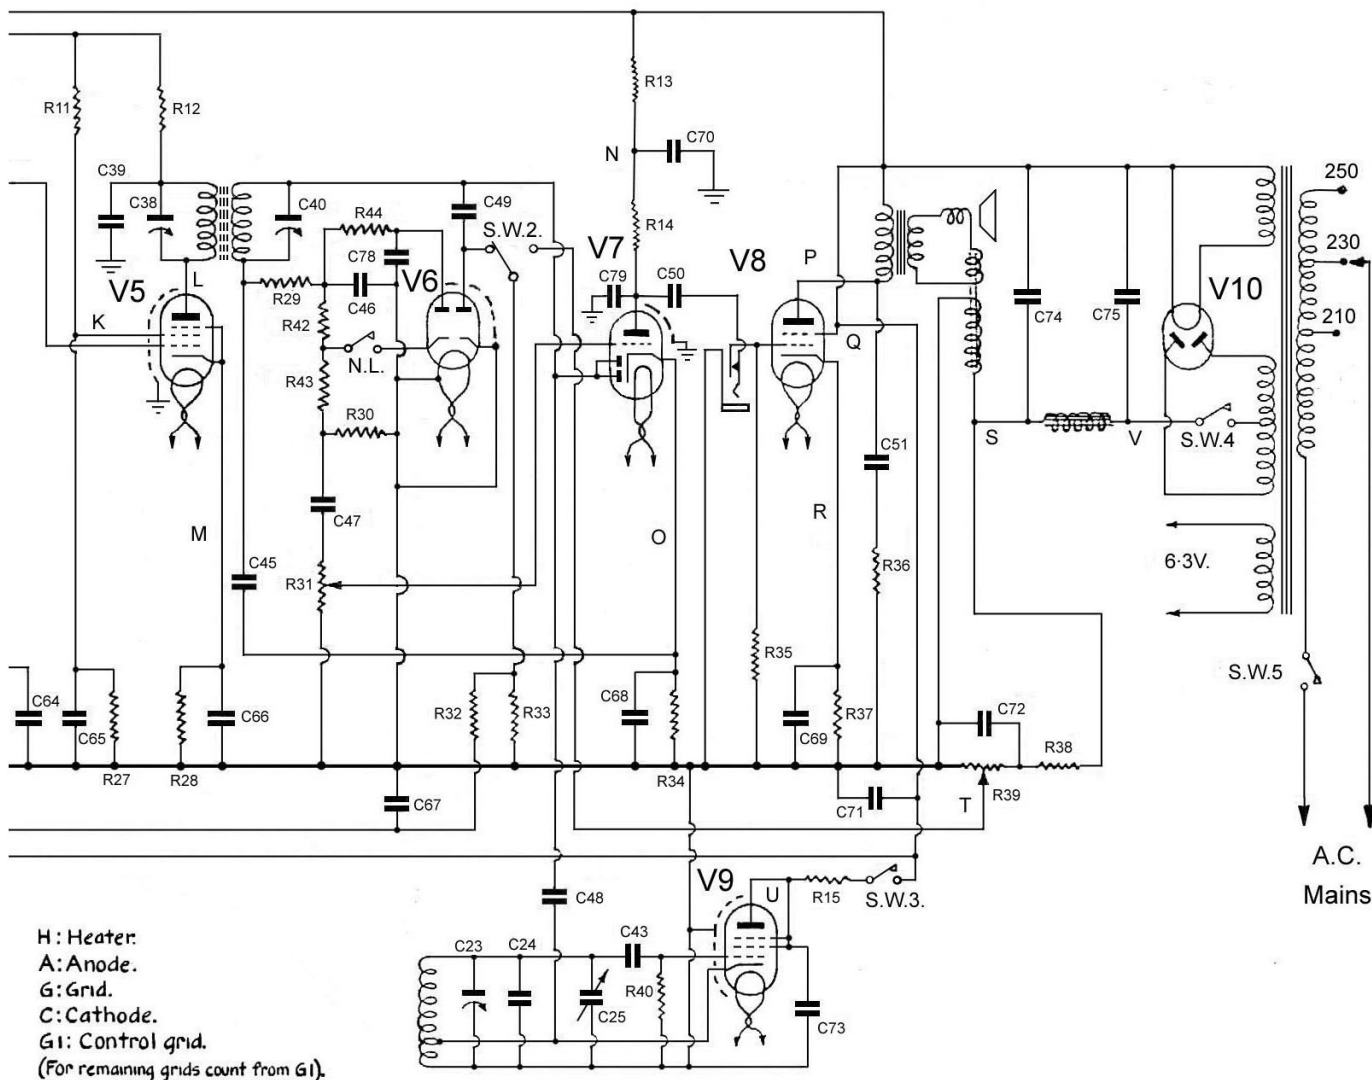 R11
R12
R13
C39
C38
C40
R44
C49
S.W.2.
N
C70
R14
V5
L
K
R29
C78
C46
V6
R42
N.L.
R43
R30
C47
M
C45
R31
V7
C79
C50
V8
P
Q
O
R
C51
R36
R35
C74
C75
V10
250
230
210
S
V
S.W.4
6·3V.
S.W.5
C64
C65
R27
R28
C66
R32
R33
C68
R34
C69
R37
C72
R38
R39
T
C67
C71
A.C.
Mains
V9
U
R15
S.W.3.
C48
C23
C24
C43
C25
R40
C73
H: Heater.
A: Anode.
G: Grid.
C: Cathode.
G1: Control grid.
(For remaining grids count from G1).